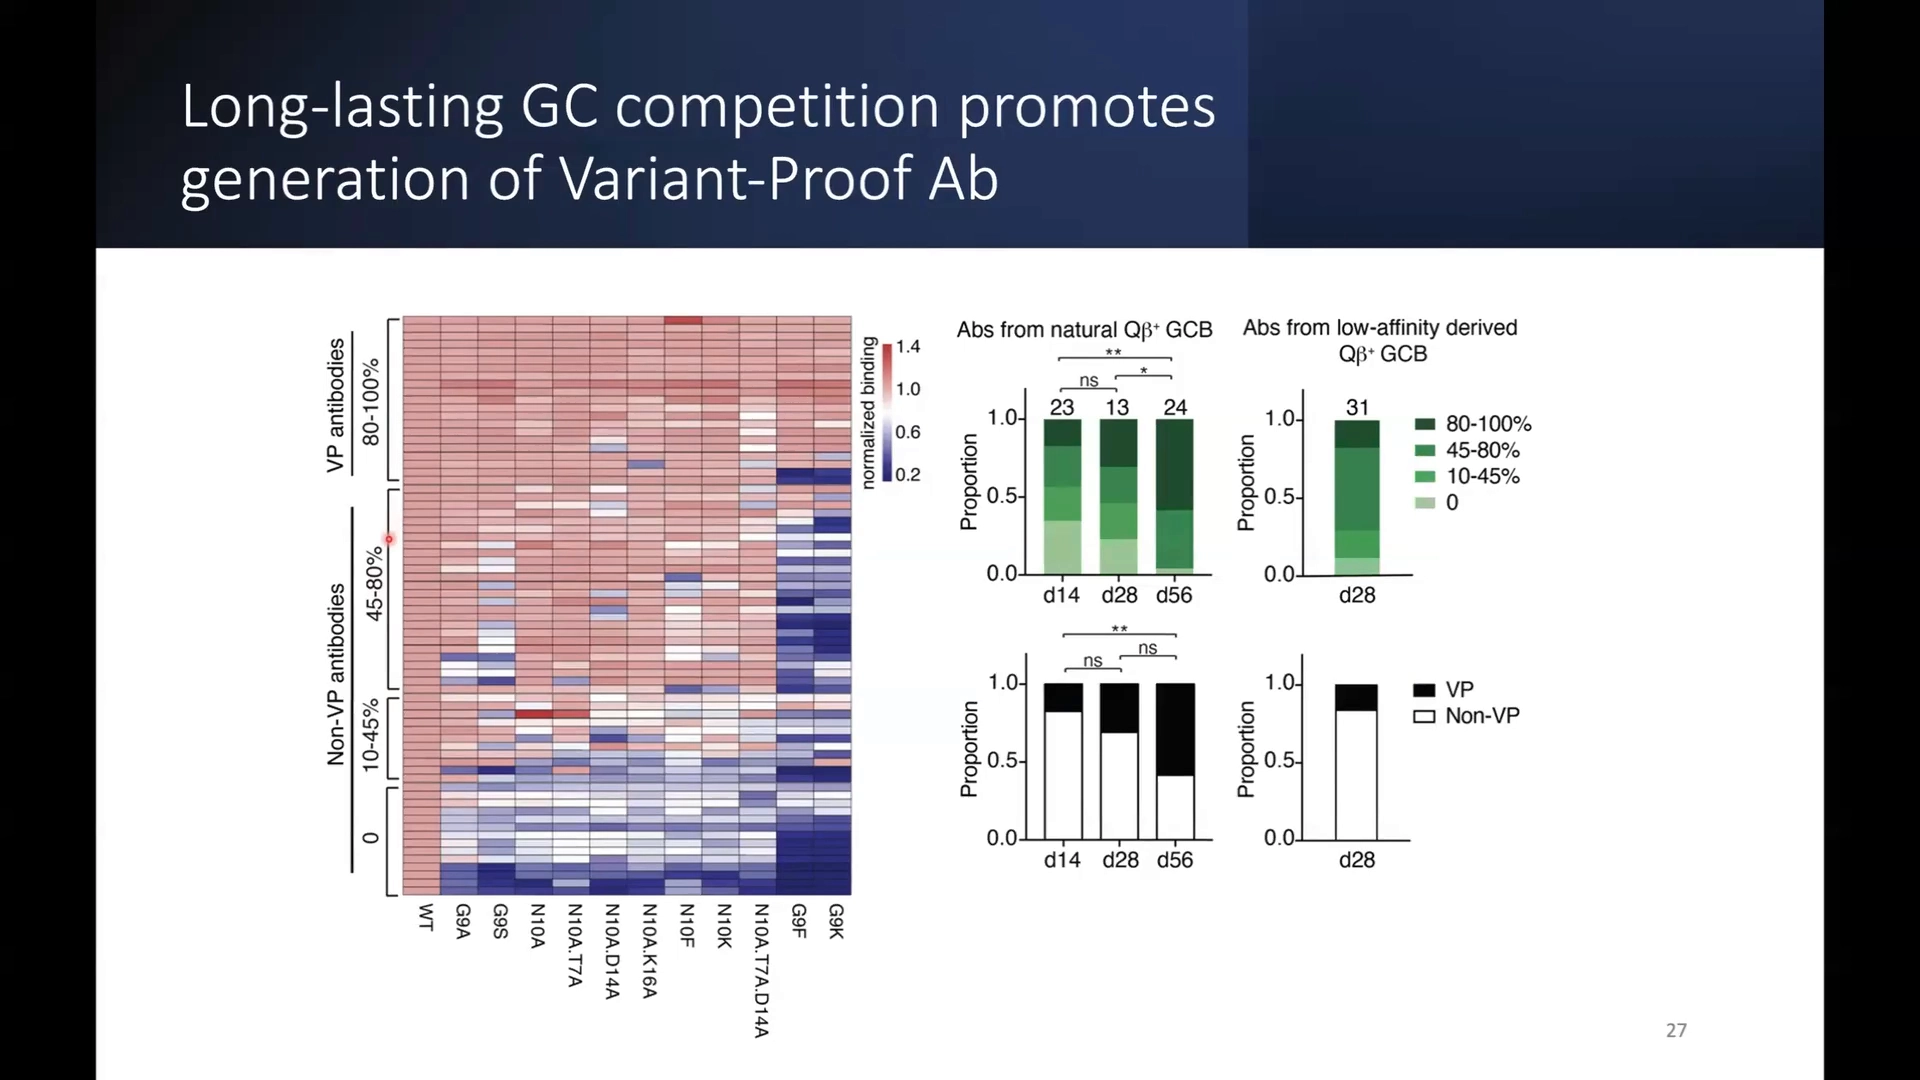 Long-lasting GC competition promotes
generation of Variant-Proof Ab
VP antibodies
80-100%
Non-VP antibodies
45-80%
10-45%
0
WT
G9A
G9S
N10A
N10A.T7A
N10A.D14A
N10A.K16A
N10F
N10K
N10A.T7A.D14A
G9F
G9K
normalized binding
1.4
1.0
0.6
0.2
Abs from natural Qβ+ GCB
**
*
ns
23 13 24
Proportion
1.0
0.5
0.0
d14 d28 d56
Abs from low-affinity derived
Qβ+ GCB
31
Proportion
1.0
0.5
0.0
d28
80-100%
45-80%
10-45%
0
**
ns
ns
Proportion
1.0
0.5
0.0
d14 d28 d56
Proportion
1.0
0.5
0.0
d28
VP
Non-VP
27